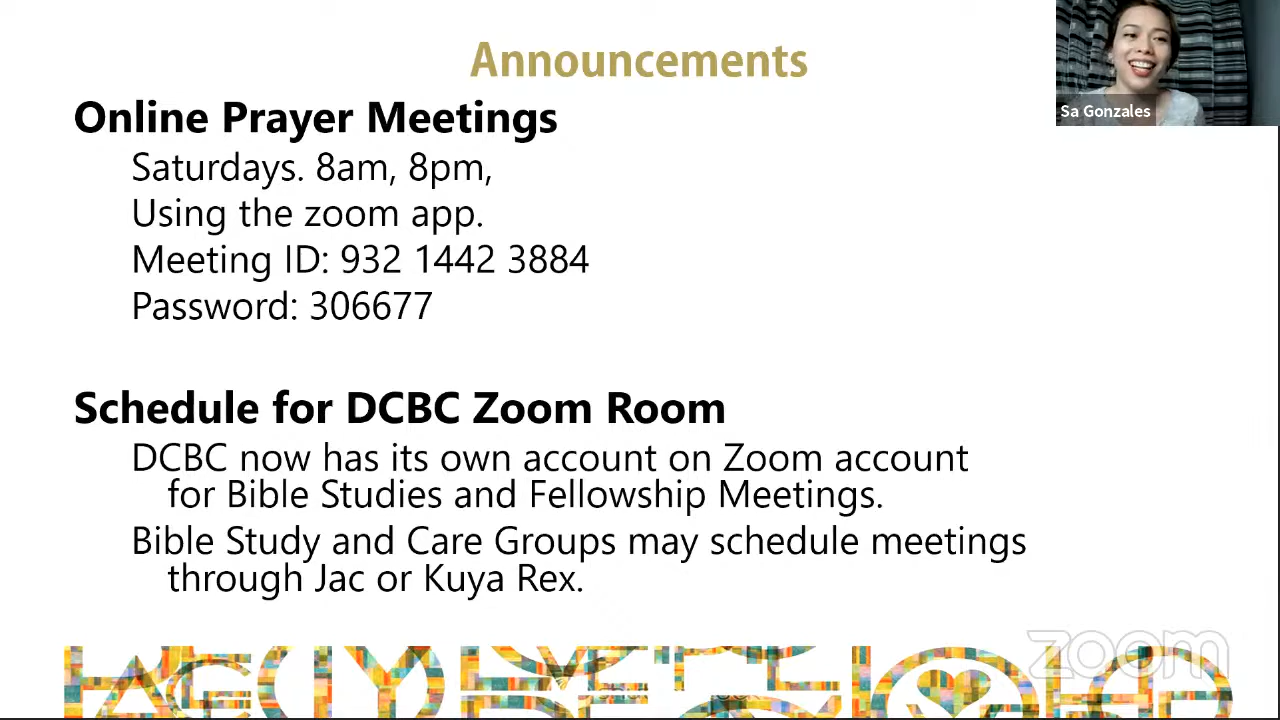 Announcements
Sa Gonzales
Online Prayer Meetings
Saturdays. 8am, 8pm,
Using the zoom app.
Meeting ID: 932 1442 3884
Password: 306677
Schedule for DCBC Zoom Room
DCBC now has its own account on Zoom account
for Bible Studies and Fellowship Meetings.
Bible Study and Care Groups may schedule meetings
through Jac or Kuya Rex.
zoom